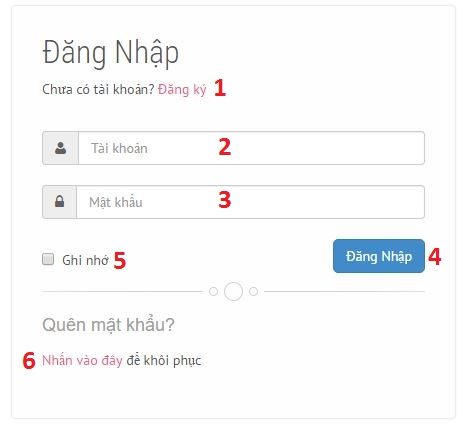 Đăng Nhập
Chưa có tài khoản? Đăng ký 1
Tài khoản 2
Mật khẩu 3
Ghi nhớ 5
Đăng Nhập 4
Quên mật khẩu?
6 Nhấn vào đây để khôi phục